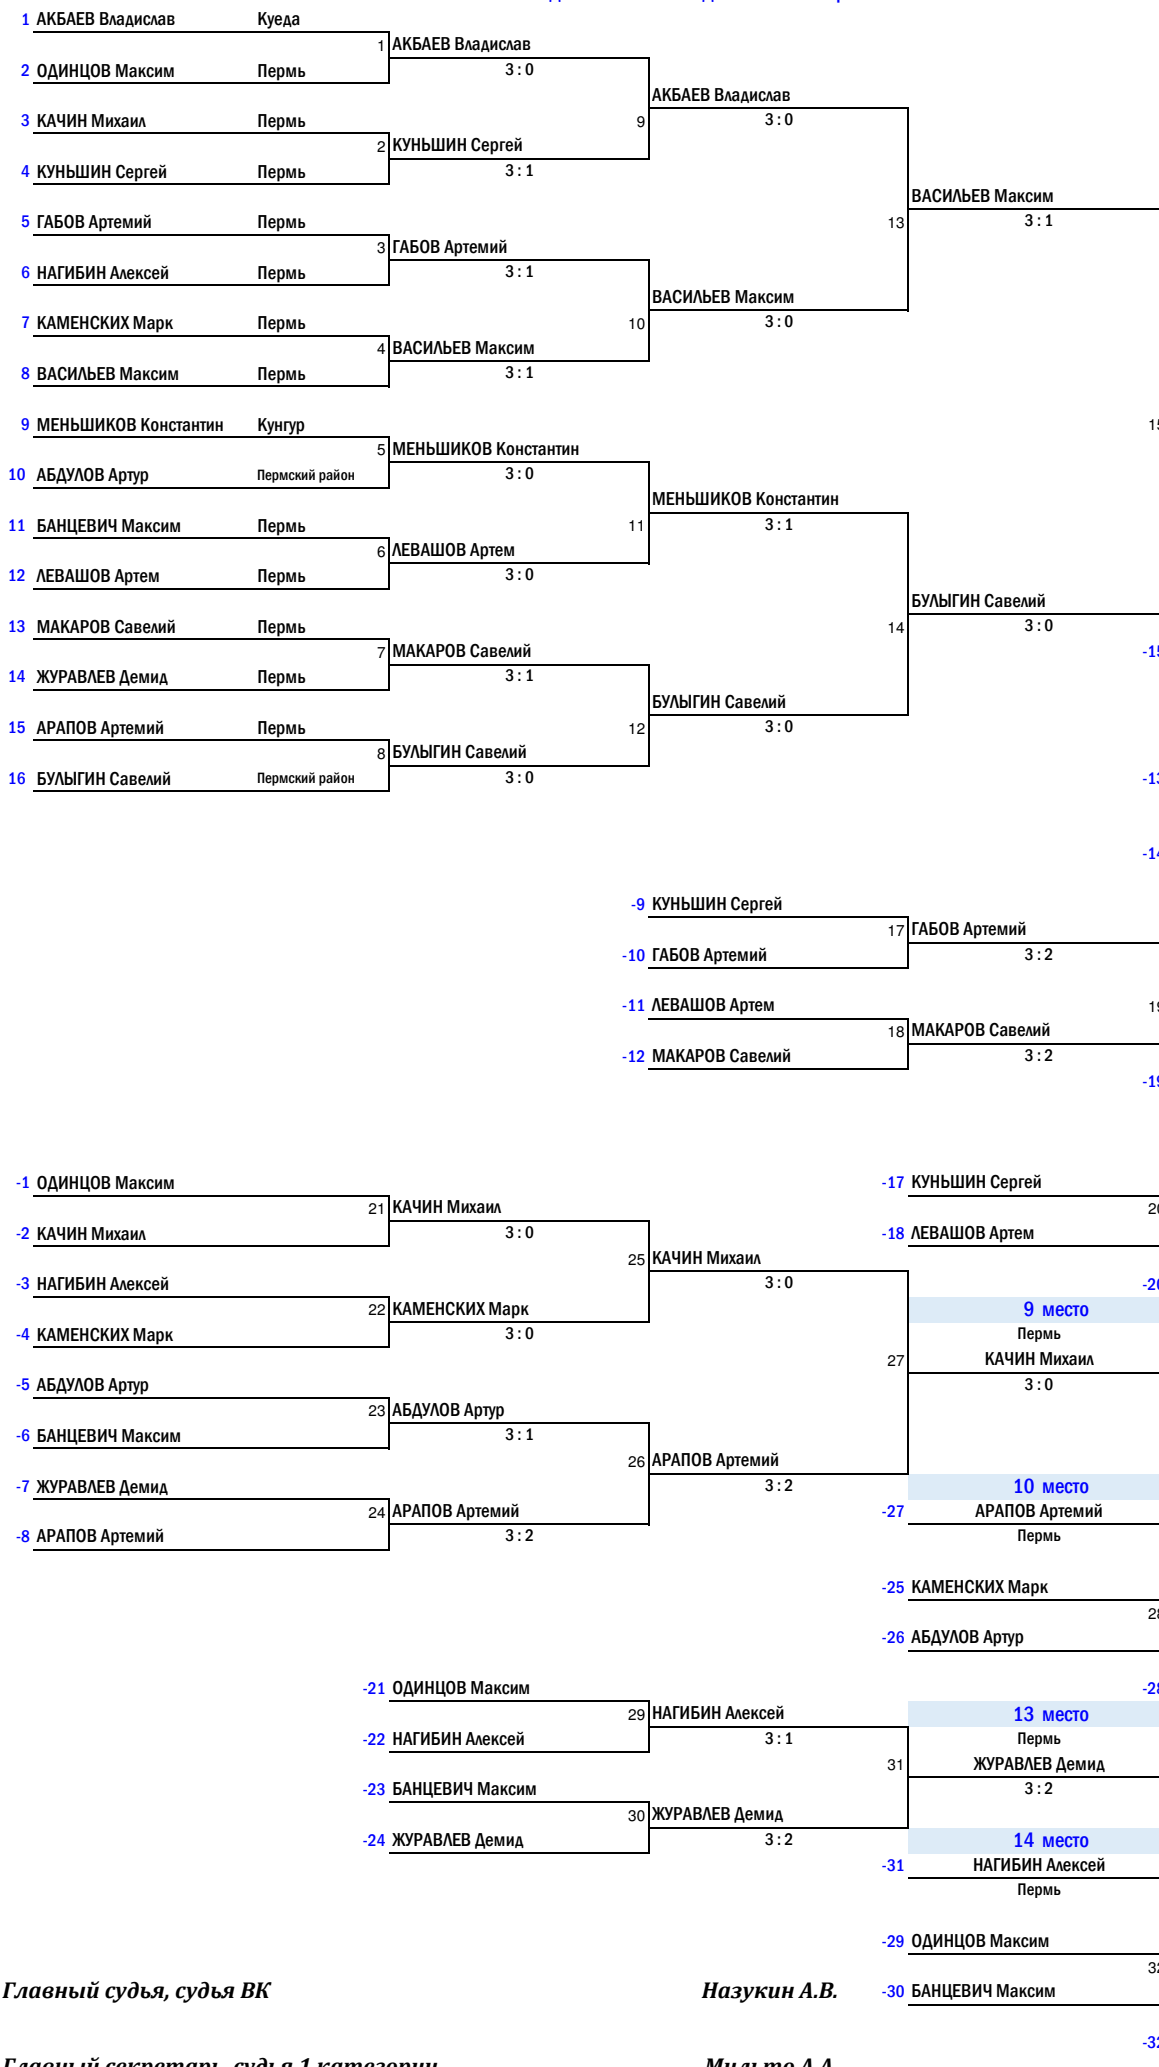 1 АКБАЕВ Владислав Куеда
1 АКБАЕВ Владислав
2 ОДИНЦОВ Максим Пермь 3 : 0
АКБАЕВ Владислав
3 КАЧИН Михаил Пермь 9 3 : 0
2 КУНЬШИН Сергей
4 КУНЬШИН Сергей Пермь 3 : 1
ВАСИЛЬЕВ Максим
5 ГАБОВ Артемий Пермь 13 3 : 1
3 ГАБОВ Артемий
6 НАГИБИН Алексей Пермь 3 : 1
ВАСИЛЬЕВ Максим
7 КАМЕНСКИХ Марк Пермь 10 3 : 0
4 ВАСИЛЬЕВ Максим
8 ВАСИЛЬЕВ Максим Пермь 3 : 1
9 МЕНЬШИКОВ Константин Кунгур
5 МЕНЬШИКОВ Константин
10 АБДУЛОВ Артур Пермский район 3 : 0
МЕНЬШИКОВ Константин
11 БАНЦЕВИЧ Максим Пермь 11 3 : 1
6 ЛЕВАШОВ Артем
12 ЛЕВАШОВ Артем Пермь 3 : 0
БУЛЫГИН Савелий
13 МАКАРОВ Савелий Пермь 14 3 : 0
7 МАКАРОВ Савелий
14 ЖУРАВЛЕВ Демид Пермь 3 : 1
БУЛЫГИН Савелий
15 АРАПОВ Артемий Пермь 12 3 : 0
8 БУЛЫГИН Савелий
16 БУЛЫГИН Савелий Пермский район 3 : 0
-9 КУНЬШИН Сергей
17 ГАБОВ Артемий
-10 ГАБОВ Артемий 3 : 2
-11 ЛЕВАШОВ Артем
18 МАКАРОВ Савелий
-12 МАКАРОВ Савелий 3 : 2
-1 ОДИНЦОВ Максим -17 КУНЬШИН Сергей
21 КАЧИН Михаил
-2 КАЧИН Михаил 3 : 0 -18 ЛЕВАШОВ Артем
25 КАЧИН Михаил
-3 НАГИБИН Алексей 3 : 0
22 КАМЕНСКИХ Марк 9 место
-4 КАМЕНСКИХ Марк 3 : 0 Пермь
27 КАЧИН Михаил
-5 АБДУЛОВ Артур 3 : 0
23 АБДУЛОВ Артур
-6 БАНЦЕВИЧ Максим 3 : 1
26 АРАПОВ Артемий
-7 ЖУРАВЛЕВ Демид 3 : 2 10 место
24 АРАПОВ Артемий -27 АРАПОВ Артемий
-8 АРАПОВ Артемий 3 : 2 Пермь
-25 КАМЕНСКИХ Марк
-26 АБДУЛОВ Артур
-21 ОДИНЦОВ Максим
29 НАГИБИН Алексей 13 место
-22 НАГИБИН Алексей 3 : 1 Пермь
31 ЖУРАВЛЕВ Демид
-23 БАНЦЕВИЧ Максим 3 : 2
30 ЖУРАВЛЕВ Демид
-24 ЖУРАВЛЕВ Демид 3 : 2 14 место
-31 НАГИБИН Алексей
Пермь
-29 ОДИНЦОВ Максим
Главный судья, судья ВК Назукин А.В. -30 БАНЦЕВИЧ Максим
Главный секретарь, судья 1 категории